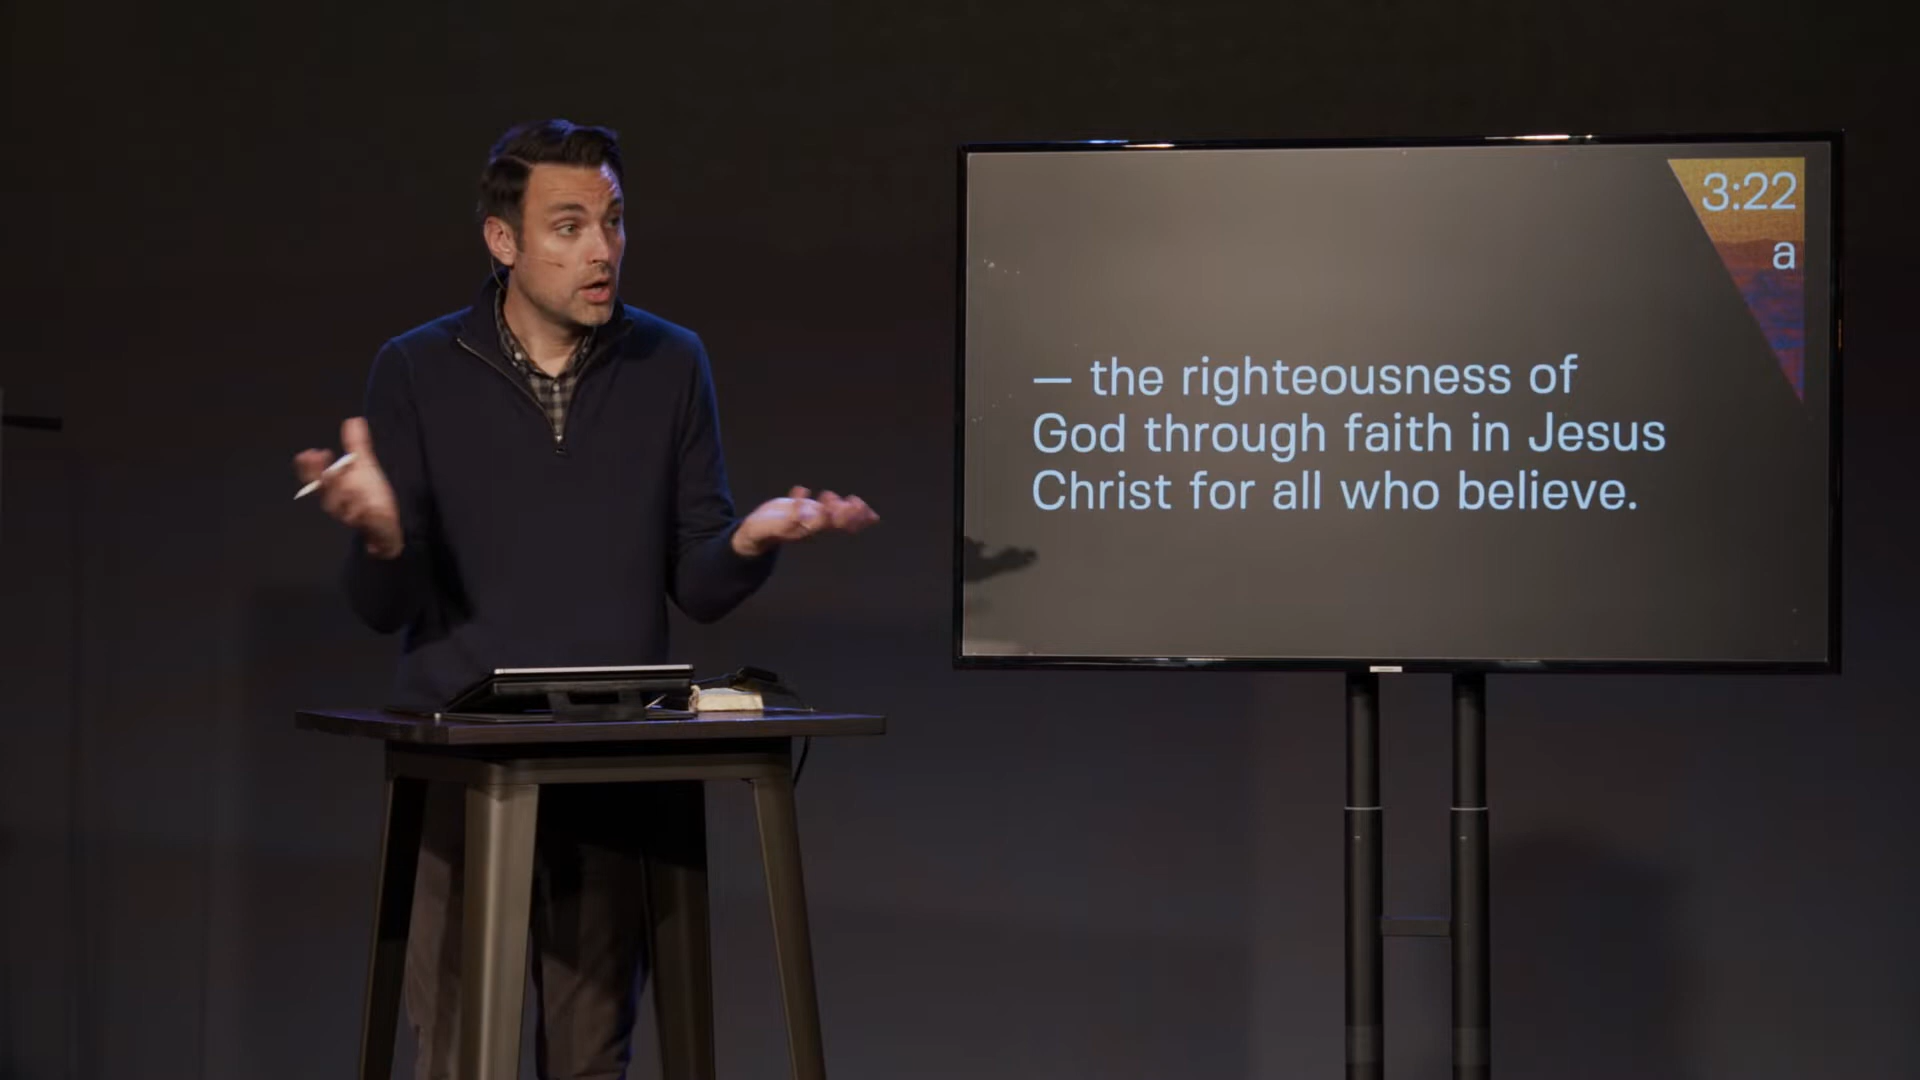 3:22
a
— the righteousness of
God through faith in Jesus
Christ for all who believe.